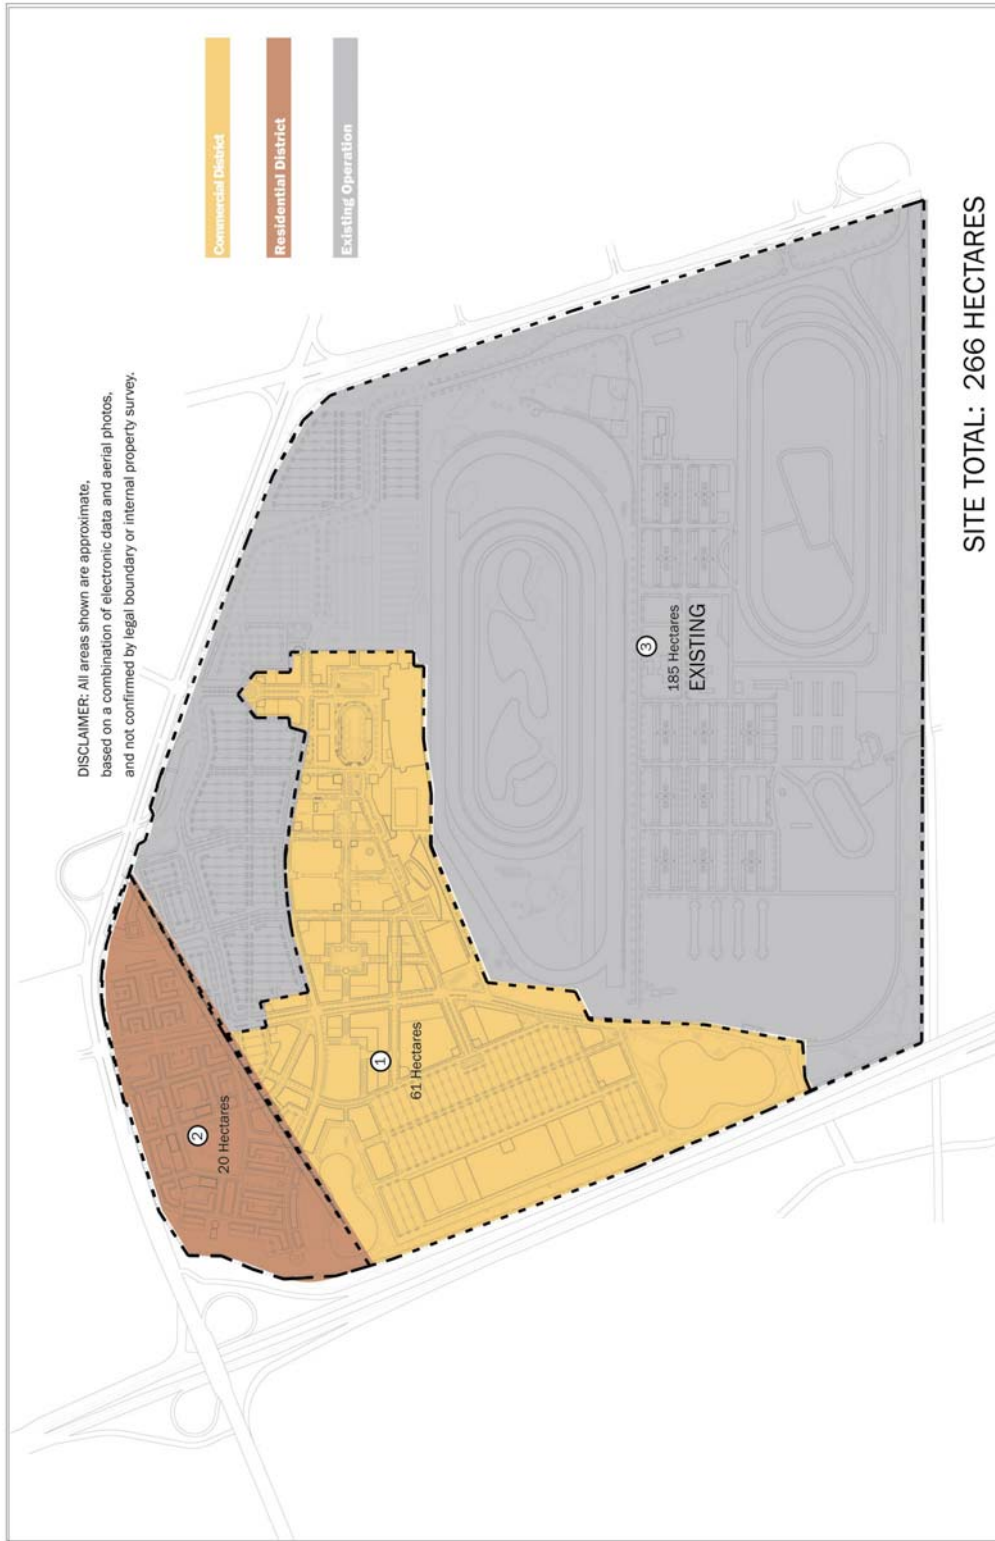 DISCLAIMER: All areas shown are approximate,
based on a combination of electronic data and aerial photos,
and not confirmed by legal boundary or internal property survey.
Commercial District
Residential District
Existing Operation
2
20 Hectares
1
61 Hectares
3
185 Hectares
EXISTING
SITE TOTAL: 266 HECTARES